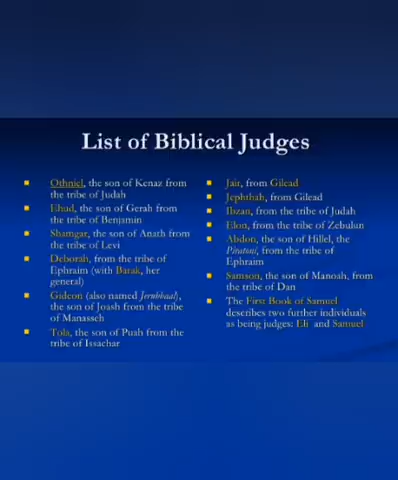 List of Biblical Judges
Othniel, the son of Kenaz from
the tribe of Judah
Ehud, the son of Gerah from
the tribe of Benjamin
Shamgar, the son of Anath from
the tribe of Levi
Deborah, from the tribe of
Ephraim (with Barak, her
general)
Gideon (also named Jerubbaal),
the son of Joash from the tribe
of Manasseh
Tola, the son of Puah from the
tribe of Issachar
Jair, from Gilead
Jephthah, from Gilead
Ibzan, from the tribe of Judah
Elon, from the tribe of Zebulun
Abdon, the son of Hillel, the
Piratoni, from the tribe of
Ephraim
Samson, the son of Manoah, from
the tribe of Dan
The First Book of Samuel
describes two further individuals
as being judges: Eli and Samuel